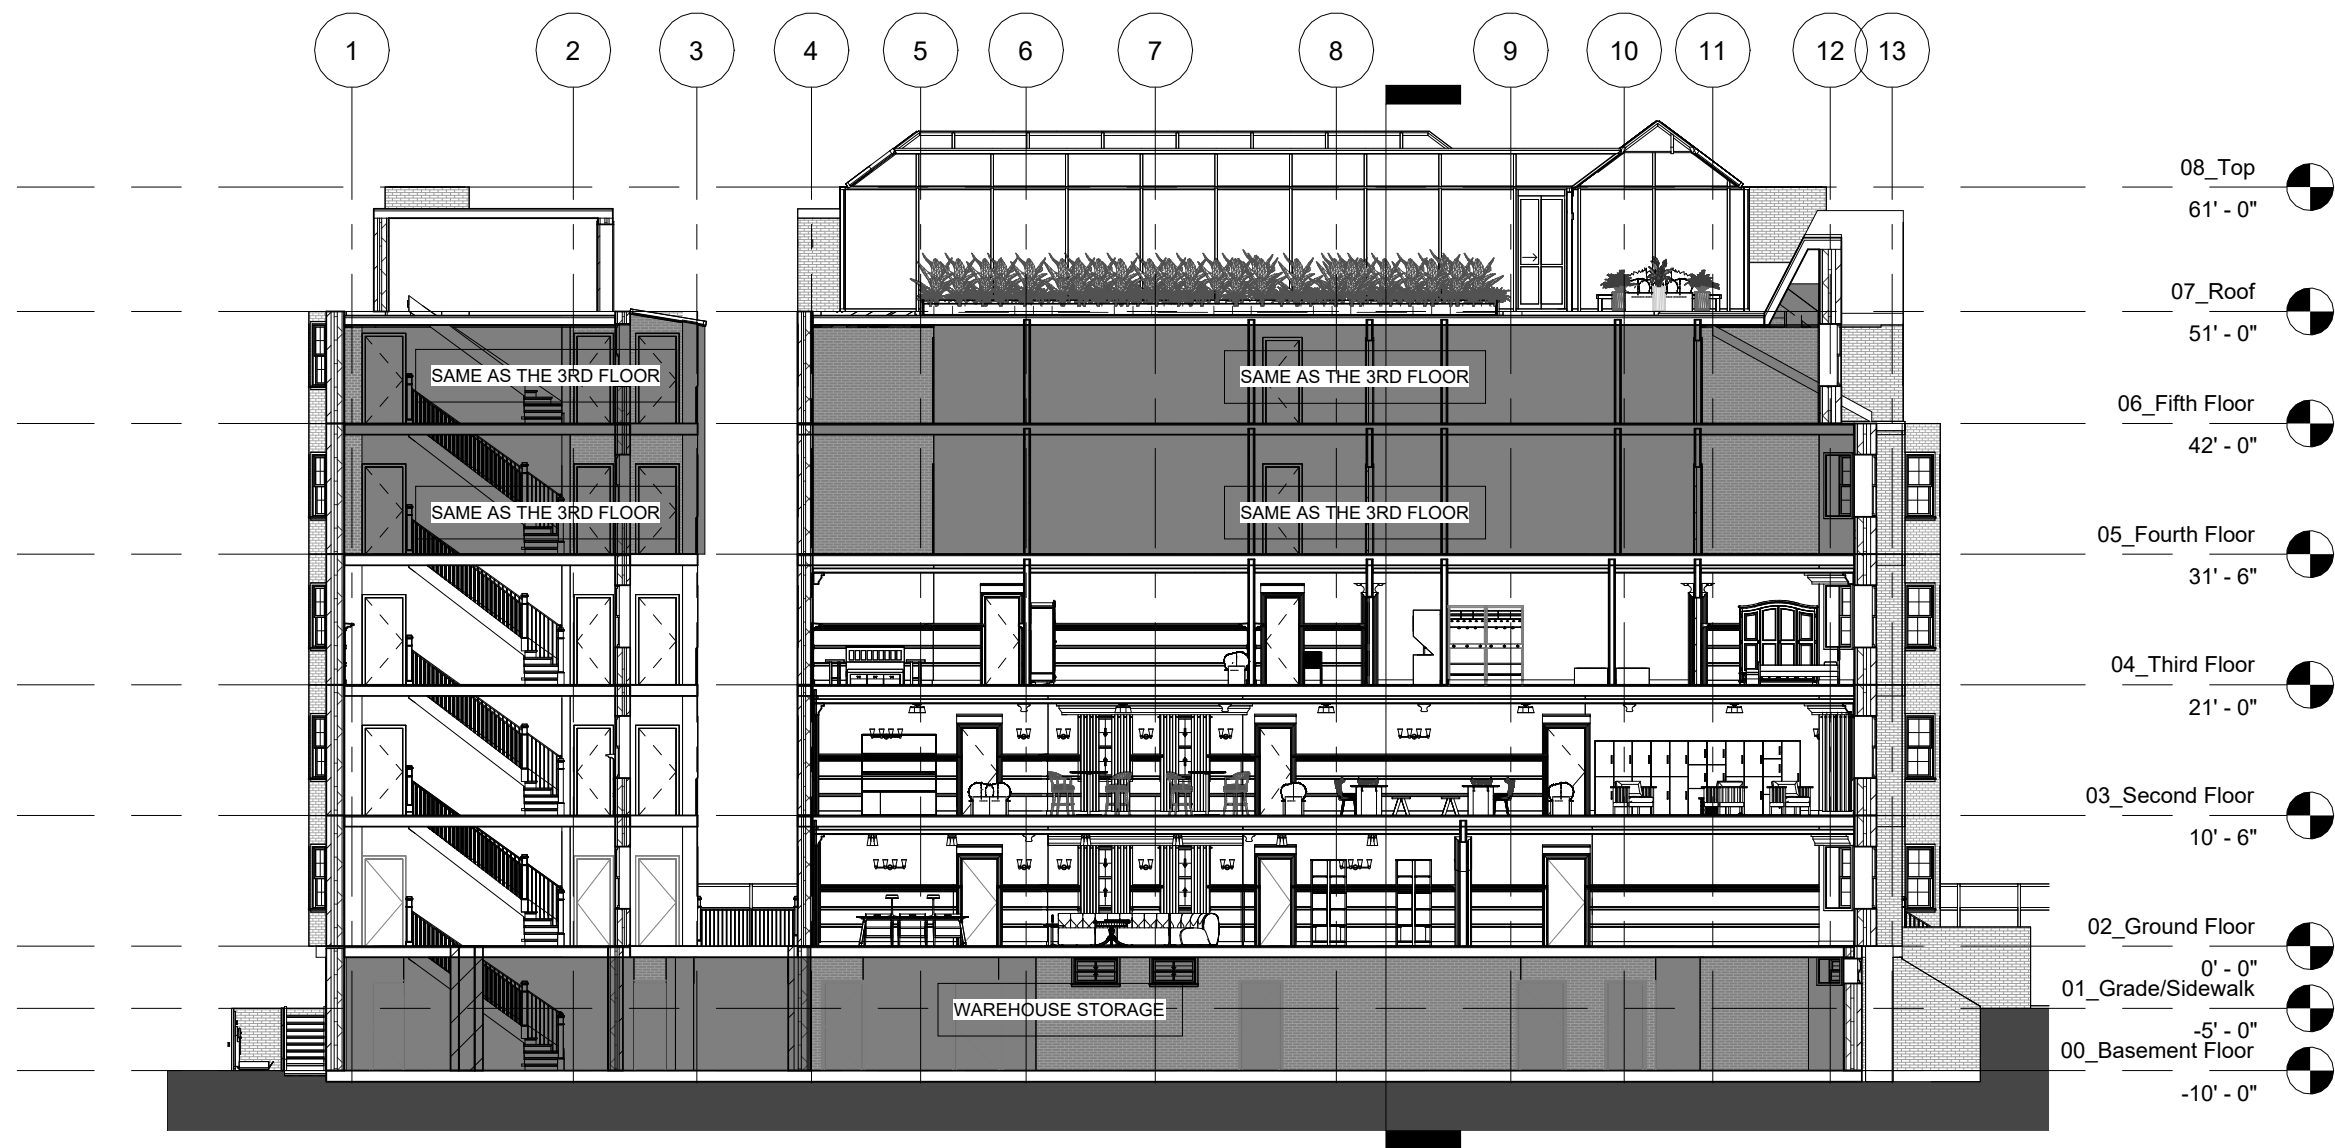 1
2
3
4
5
6
7
8
9
10
11
12
13
08_Top
61' - 0"
07_Roof
51' - 0"
SAME AS THE 3RD FLOOR
SAME AS THE 3RD FLOOR
06_Fifth Floor
42' - 0"
SAME AS THE 3RD FLOOR
SAME AS THE 3RD FLOOR
05_Fourth Floor
31' - 6"
04_Third Floor
21' - 0"
03_Second Floor
10' - 6"
02_Ground Floor
0' - 0"
01_Grade/Sidewalk
WAREHOUSE STORAGE
-5' - 0"
00_Basement Floor
-10' - 0"